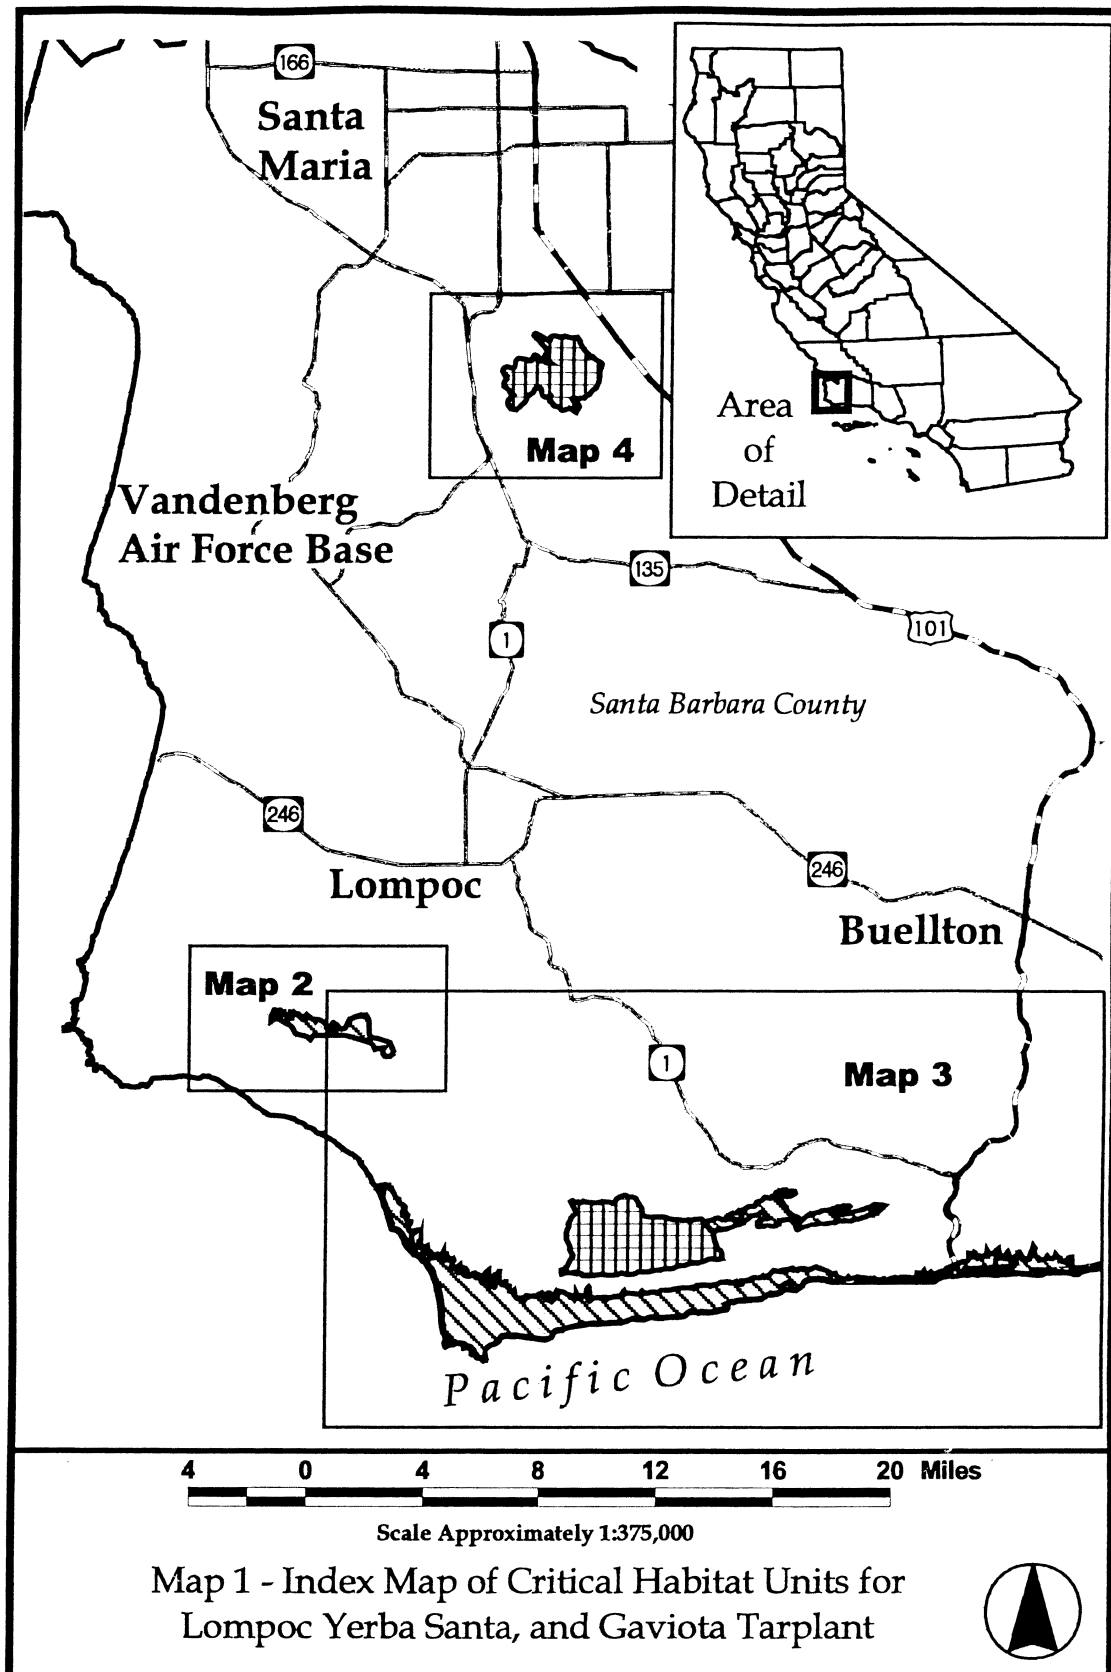 166
Santa
Maria
Area
of
Detail
Map 4
Vandenberg
Air Force Base
135
101
1
Santa Barbara County
246
246
Lompoc
Buellton
Map 2
Map 3
1
Pacific Ocean
4 0 4 8 12 16 20 Miles
Scale Approximately 1:375,000
Map 1 - Index Map of Critical Habitat Units for
Lompoc Yerba Santa, and Gaviota Tarplant